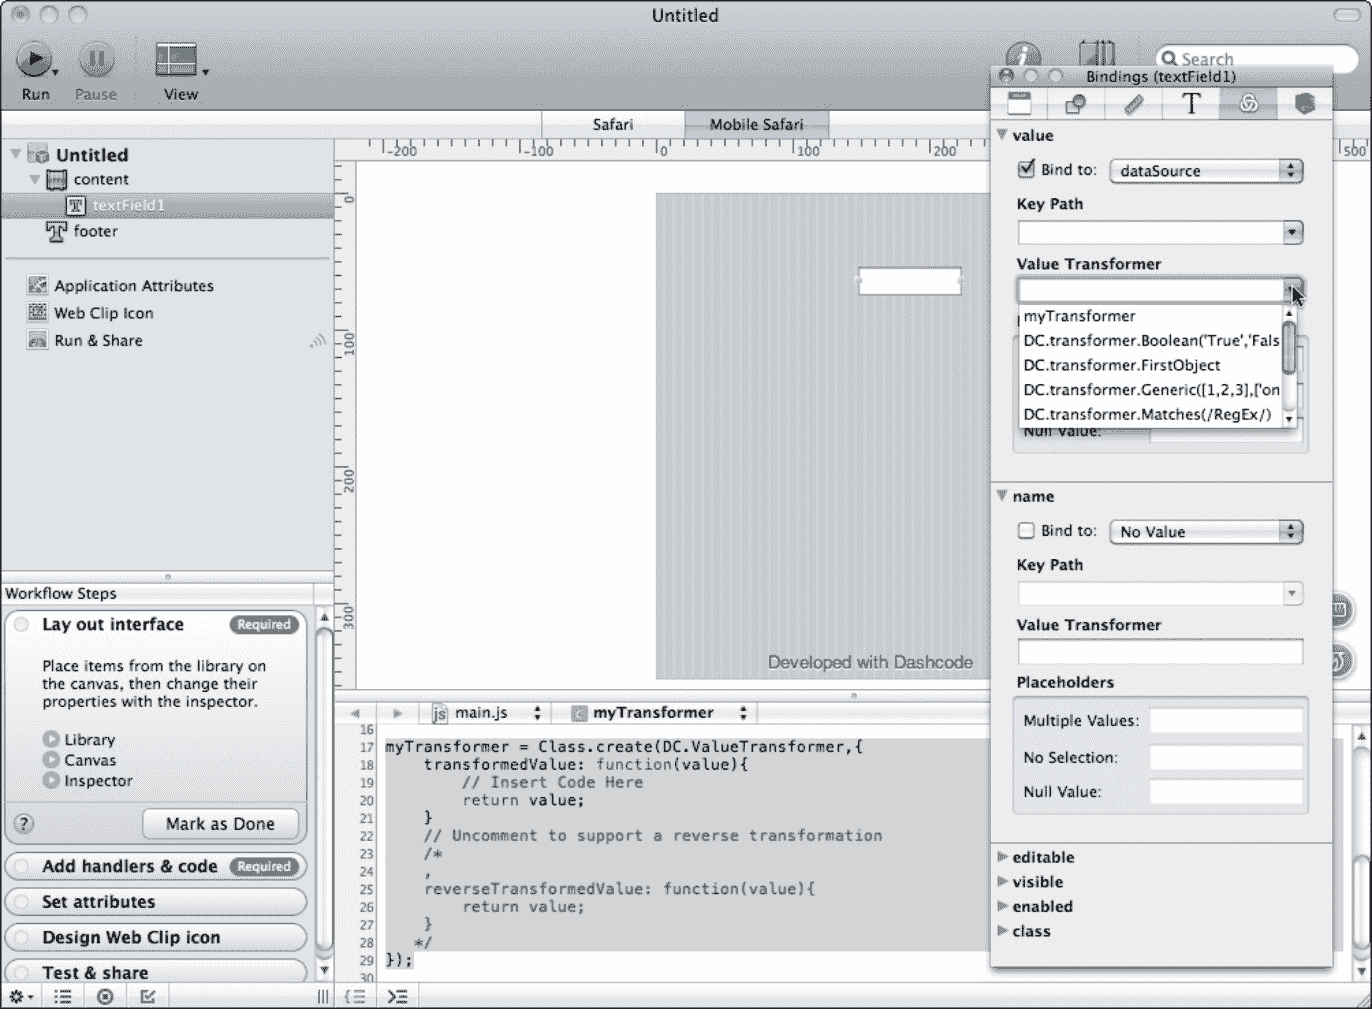 Untitled
Run
Pause
View
Search
Safari
Mobile Safari
Untitled
content
textField1
footer
Application Attributes
Web Clip Icon
Run & Share
Workflow Steps
Lay out interface
Required
Place items from the library on
the canvas, then change their
properties with the inspector.
Library
Canvas
Inspector
?
Mark as Done
Add handlers & code
Required
Set attributes
Design Web Clip icon
Test & share
-200
-100
0
100
200
500
0
100
200
300
Developed with Dashcode
js main.js
C myTransformer
16
17 myTransformer = Class.create(DC.ValueTransformer,{
18 transformedValue: function(value){
19 // Insert Code Here
20 return value;
21 }
22 // Uncomment to support a reverse transformation
23 /*
24 ,
25 reverseTransformedValue: function(value){
26 return value;
27 }
28 */
29 });
30
Bindings (textField1)
T
value
Bind to: dataSource
Key Path
Value Transformer
myTransformer
DC.transformer.Boolean('True','Fals
DC.transformer.FirstObject
DC.transformer.Generic([1,2,3],['on
DC.transformer.Matches(/RegEx/)
Null Value:
name
Bind to: No Value
Key Path
Value Transformer
Placeholders
Multiple Values:
No Selection:
Null Value:
editable
visible
enabled
class